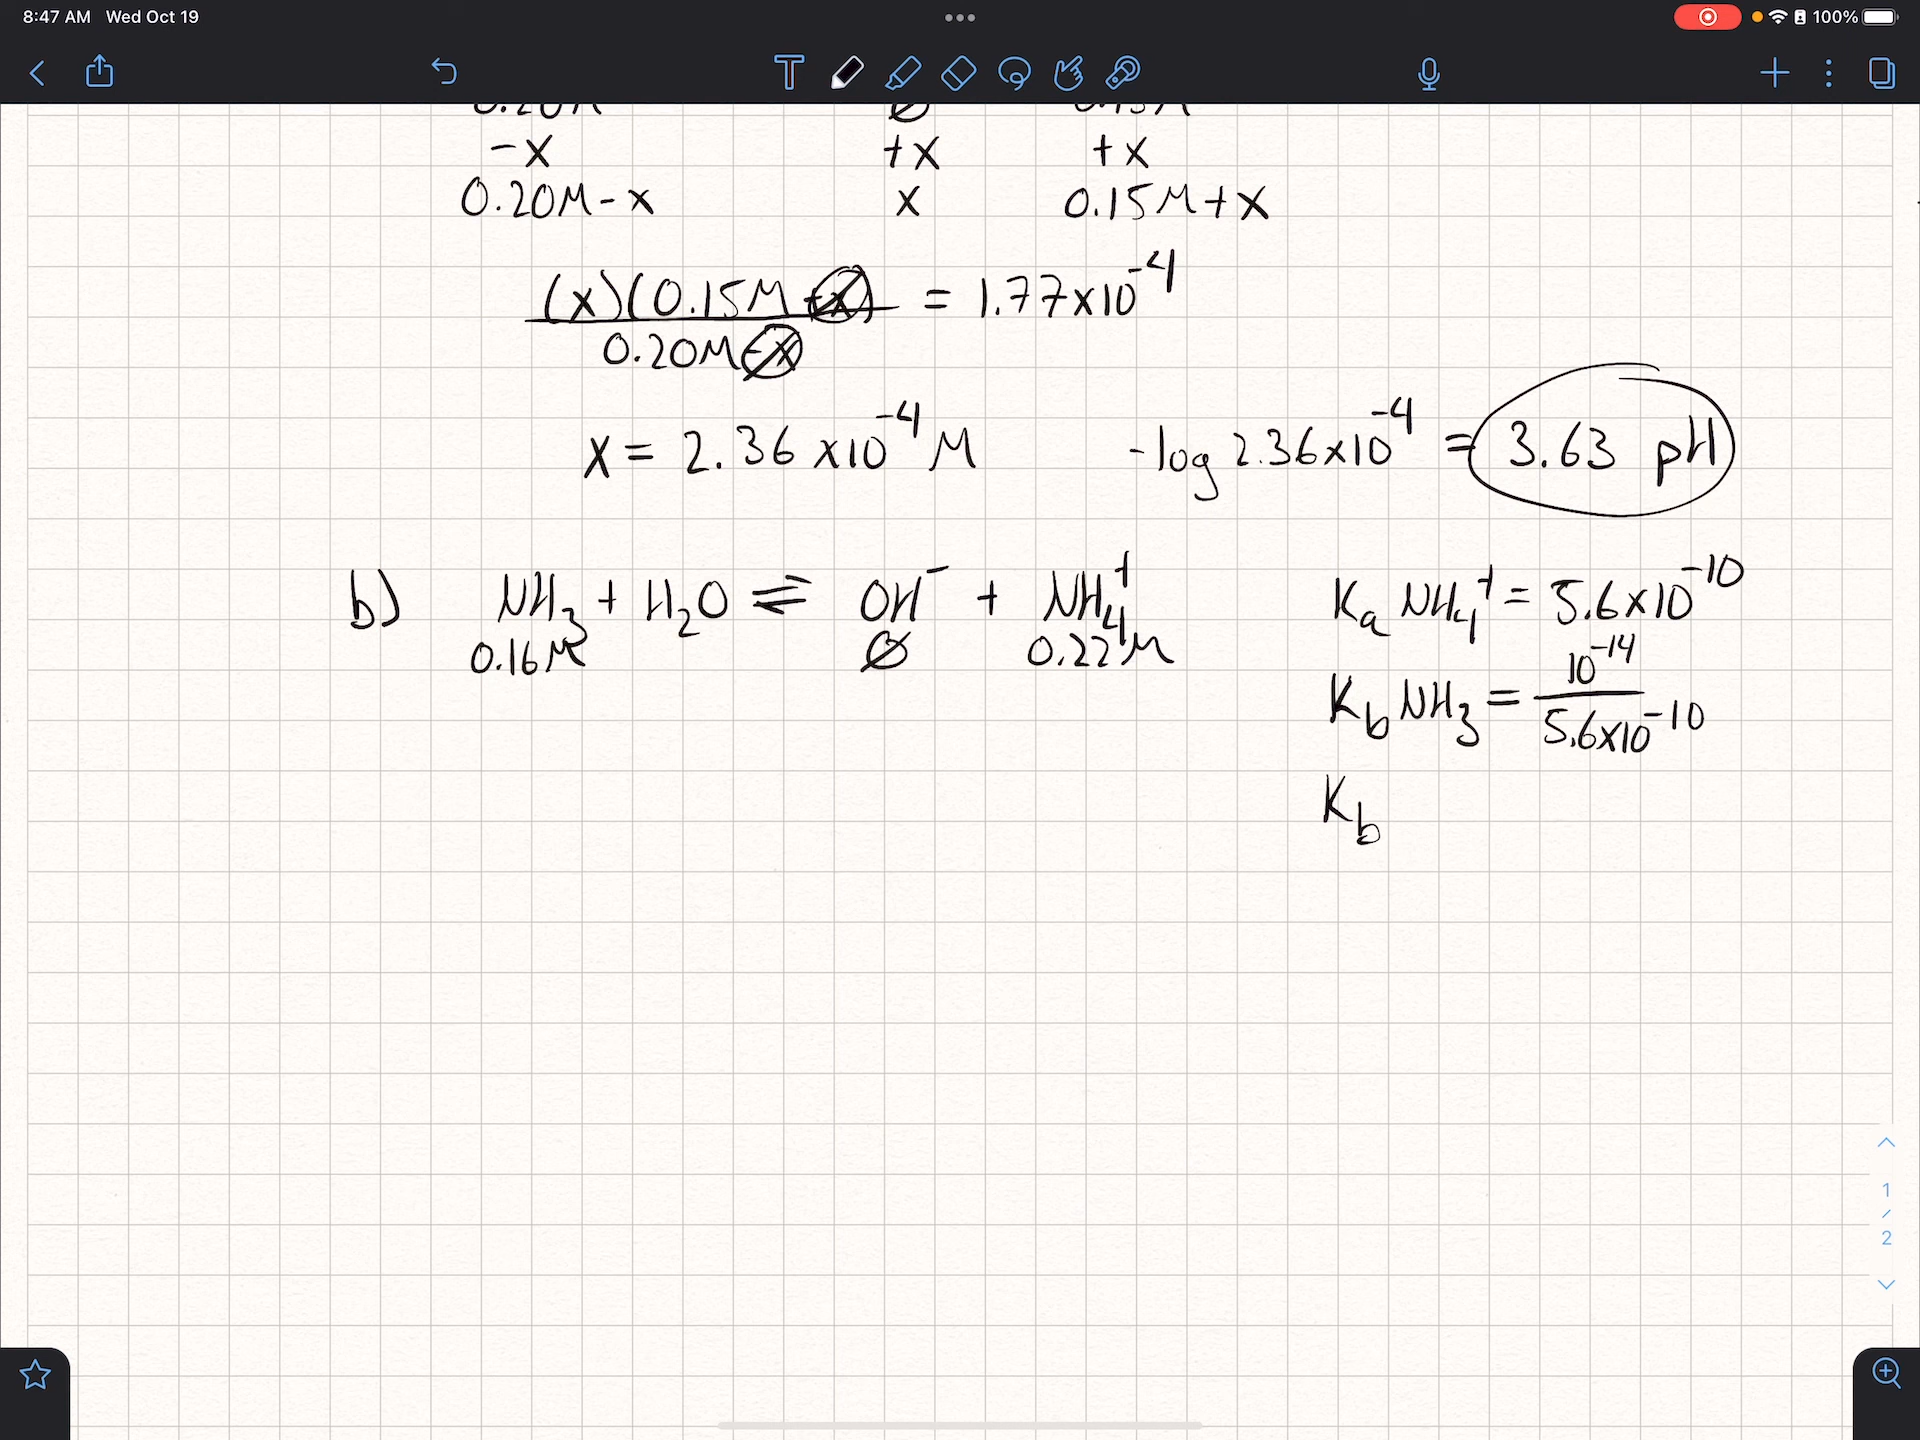 8:47 AM Wed Oct 19
100%
-x +x +x
0.20M-x x 0.15M+x
(x)(0.15M+x) = 1.77x10⁻⁴
0.20M-x
x = 2.36x10⁻⁴ M -log 2.36x10⁻⁴ = 3.63 pH
b) NH₃ + H₂O ⇌ OH⁻ + NH₄⁺ Ka NH₄⁺ = 5.6x10⁻¹⁰
0.16M Ø 0.22M
Kb NH₃ = 10⁻¹⁴
5.6x10⁻¹⁰
Kb
1
/
2